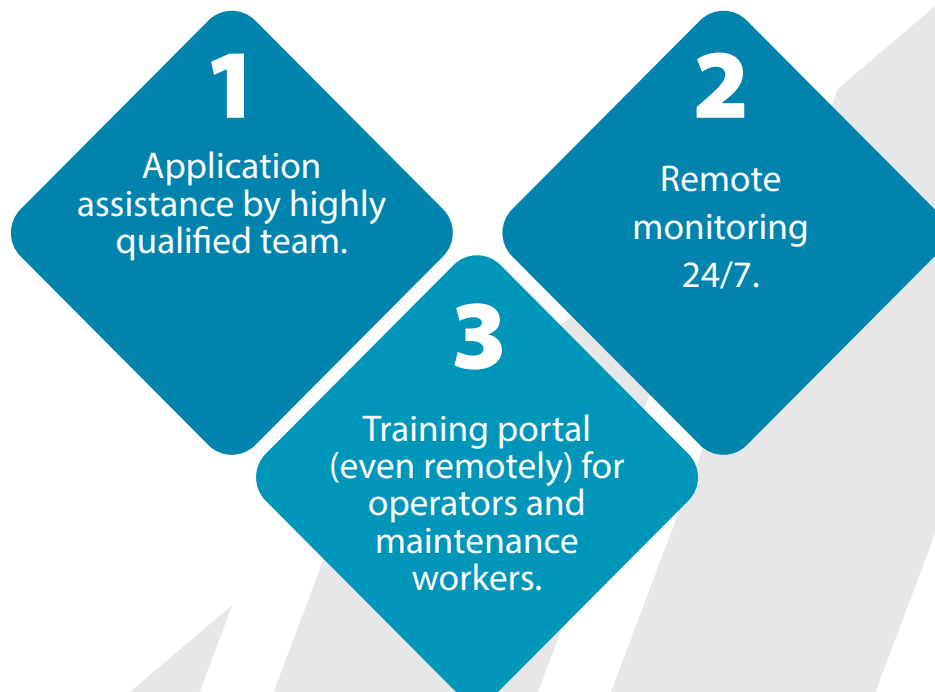 1
Application
assistance by highly
qualified team.
2
Remote
monitoring
24/7.
3
Training portal
(even remotely) for
operators and
maintenance
workers.